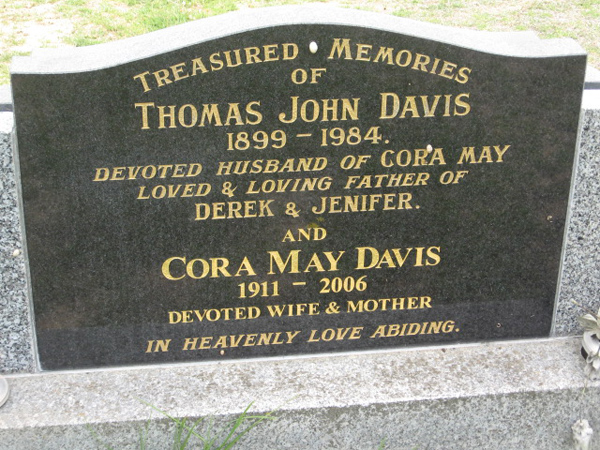 TREASURED MEMORIES
OF
THOMAS JOHN DAVIS
1899 - 1984.
DEVOTED HUSBAND OF CORA MAY
LOVED & LOVING FATHER OF
DEREK & JENIFER.
AND
CORA MAY DAVIS
1911 - 2006
DEVOTED WIFE & MOTHER
IN HEAVENLY LOVE ABIDING.